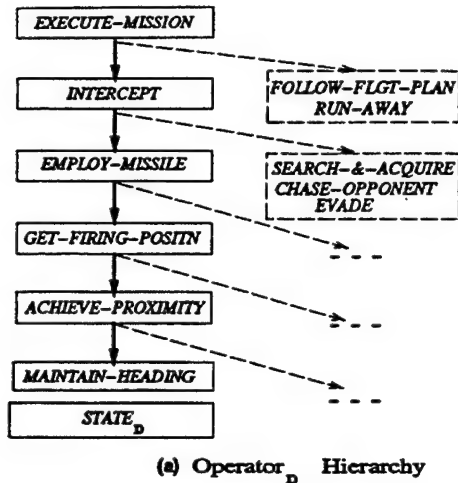 EXECUTE-MISSION
INTERCEPT
FOLLOW-FLGT-PLAN
RUN-AWAY
EMPLOY-MISSILE
SEARCH-&-ACQUIRE
CHASE-OPPONENT
EVADE
GET-FIRING-POSITN
- - -
ACHIEVE-PROXIMITY
- - -
MAINTAIN-HEADING
- - -
STATE_D
(a) Operator_D Hierarchy